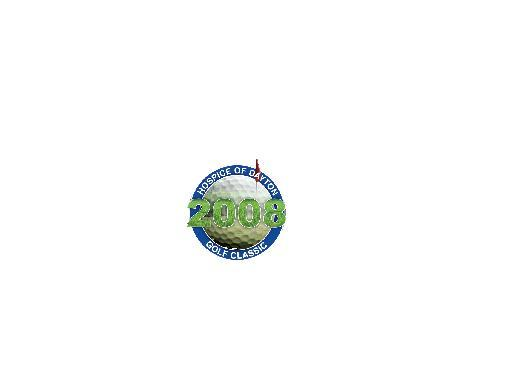 HOSPICE OF DAYTON
2008
GOLF CLASSIC